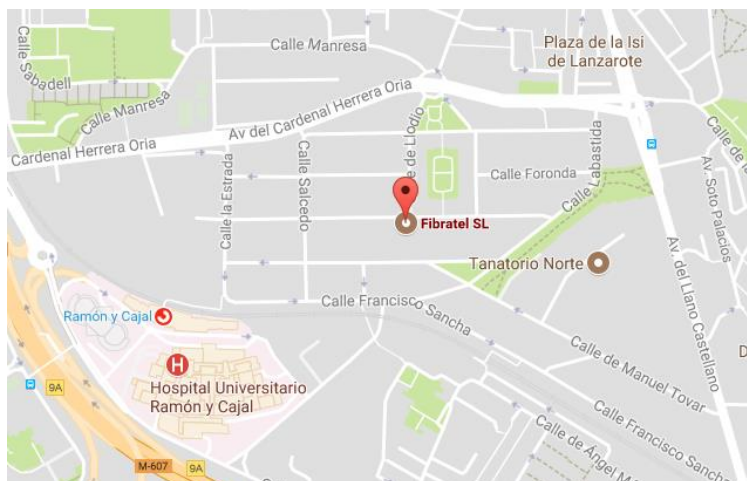 Calle Sabadell
Calle Manresa
Plaza de la Isi
de Lanzarote
Calle Manresa
Av del Cardenal Herrera Oria
Cardenal Herrera Oria
Calle de
Calle la Estrada
Calle Salcedo
e de Llodio
Calle Foronda
Calle Labastida
Av. Soto Palacios
Fibratel SL
Tanatorio Norte
Av. del Llano Castellano
Calle Francisco Sancha
Ramón y Cajal
Hospital Universitario
Ramón y Cajal
H
9A
Calle de Manuel Tovar
D
Calle Francisco Sancha
Calle de Ángel M
M-607
9A